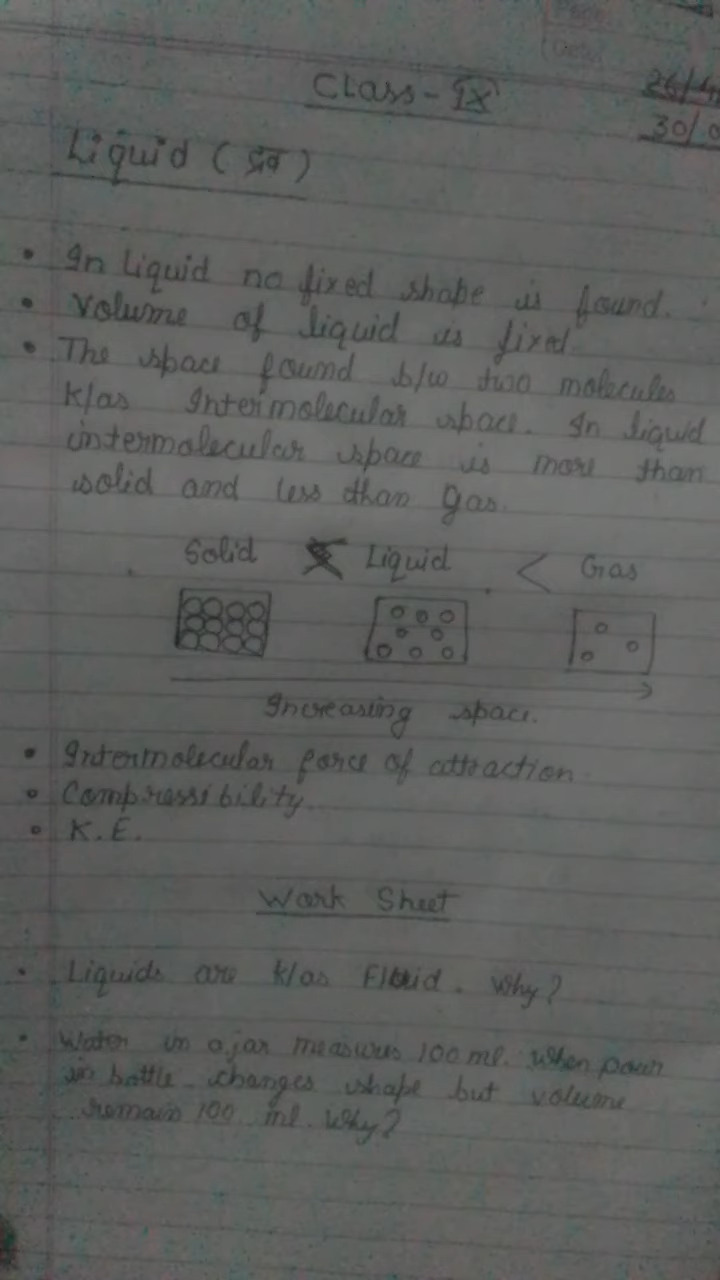 Class - IX
26/4
30/0
Liquid ( द्रव )
• In liquid no fixed shape is found.
• Volume of liquid is fixed
• The space found b/w two molecules
k/as Intermolecular space. In liquid
intermolecular space is more than
solid and less than gas.
Solid < Liquid < Gas
Increasing space.
• Intermolecular force of attraction
• Compressibility
• K.E.
Work Sheet
• Liquids are k/as Fluid. Why?
• Water in a jar measures 100 ml. when pour
in bottle changes shape but volume
remain 100 ml. Why?